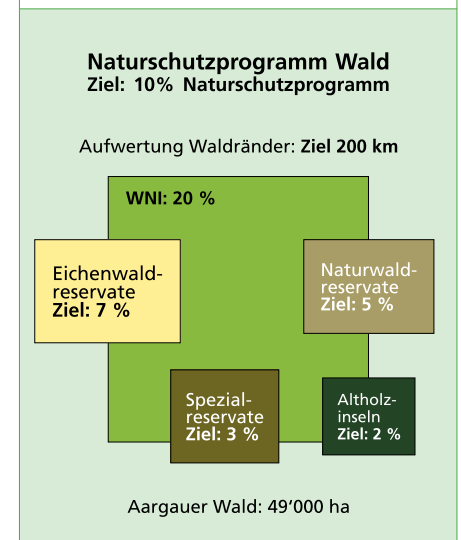 Naturschutzprogramm Wald
Ziel: 10% Naturschutzprogramm
Aufwertung Waldränder: Ziel 200 km
WNI: 20 %
Eichenwald-
reservate
Ziel: 7 %
Naturwald-
reservate
Ziel: 5 %
Spezial-
reservate
Ziel: 3 %
Altholz-
inseln
Ziel: 2 %
Aargauer Wald: 49’000 ha